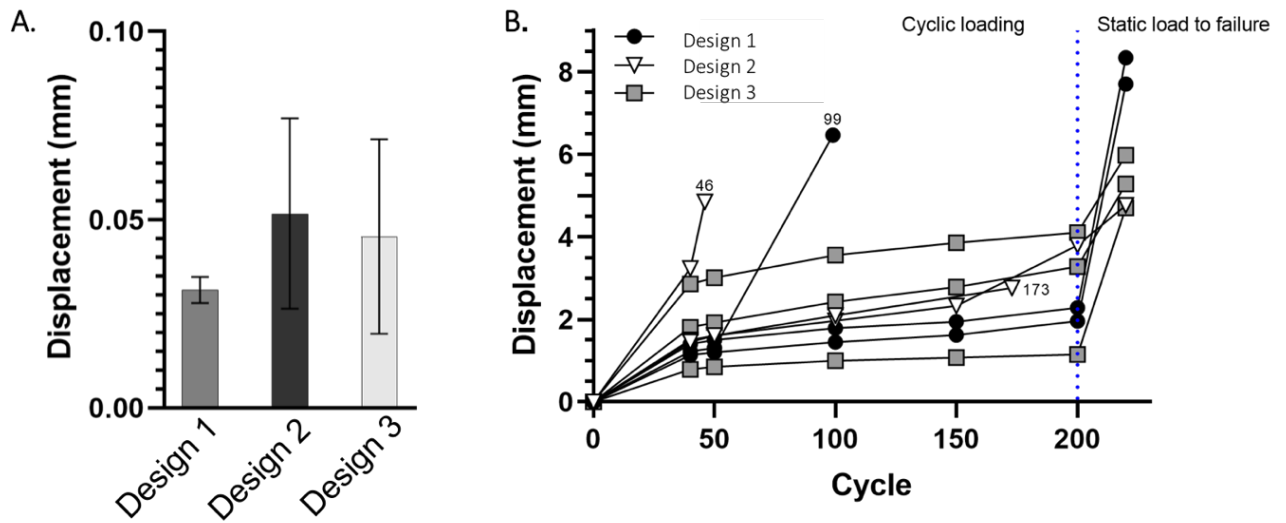 A.
0.10
0.05
0.00
Displacement (mm)
Design 1
Design 2
Design 3
B.
Cyclic loading
Static load to failure
Design 1
Design 2
Design 3
8
6
4
2
0
Displacement (mm)
99
46
173
0
50
100
150
200
Cycle